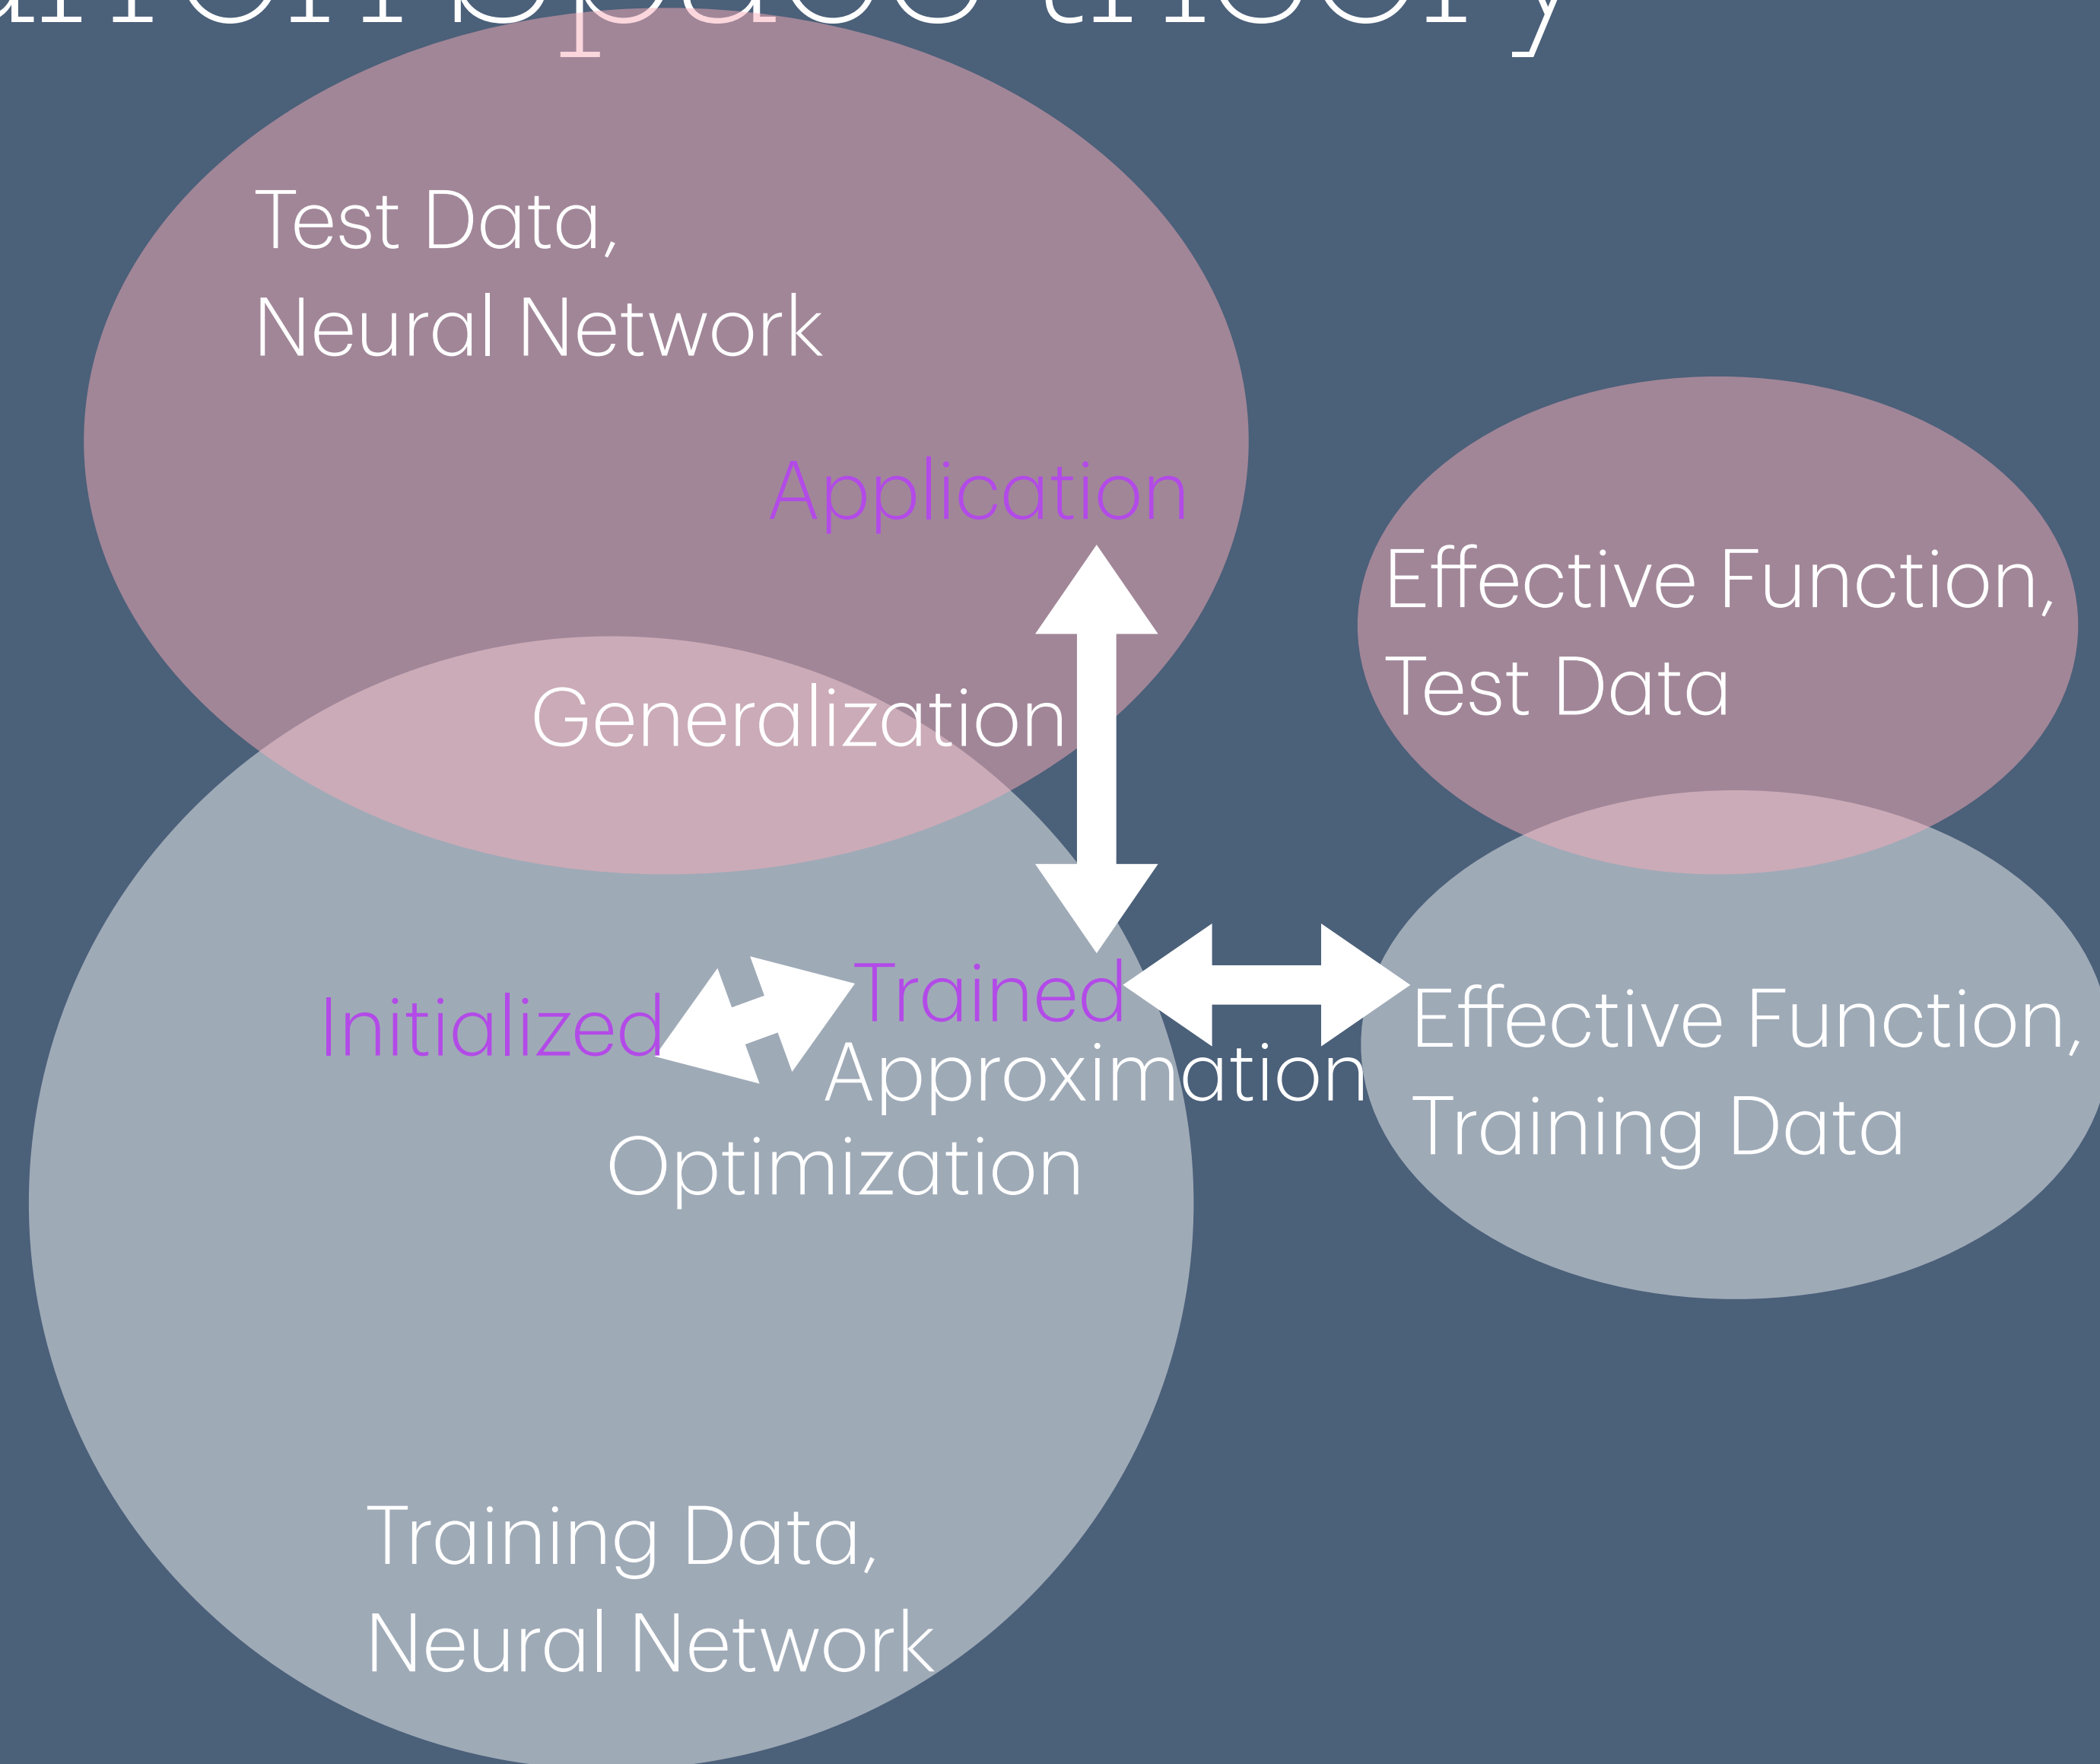 Test Data,
Neural Network
Application
Effective Function,
Test Data
Generalization
Initialized
Trained
Approximation
Optimization
Effective Function,
Training Data
Training Data,
Neural Network